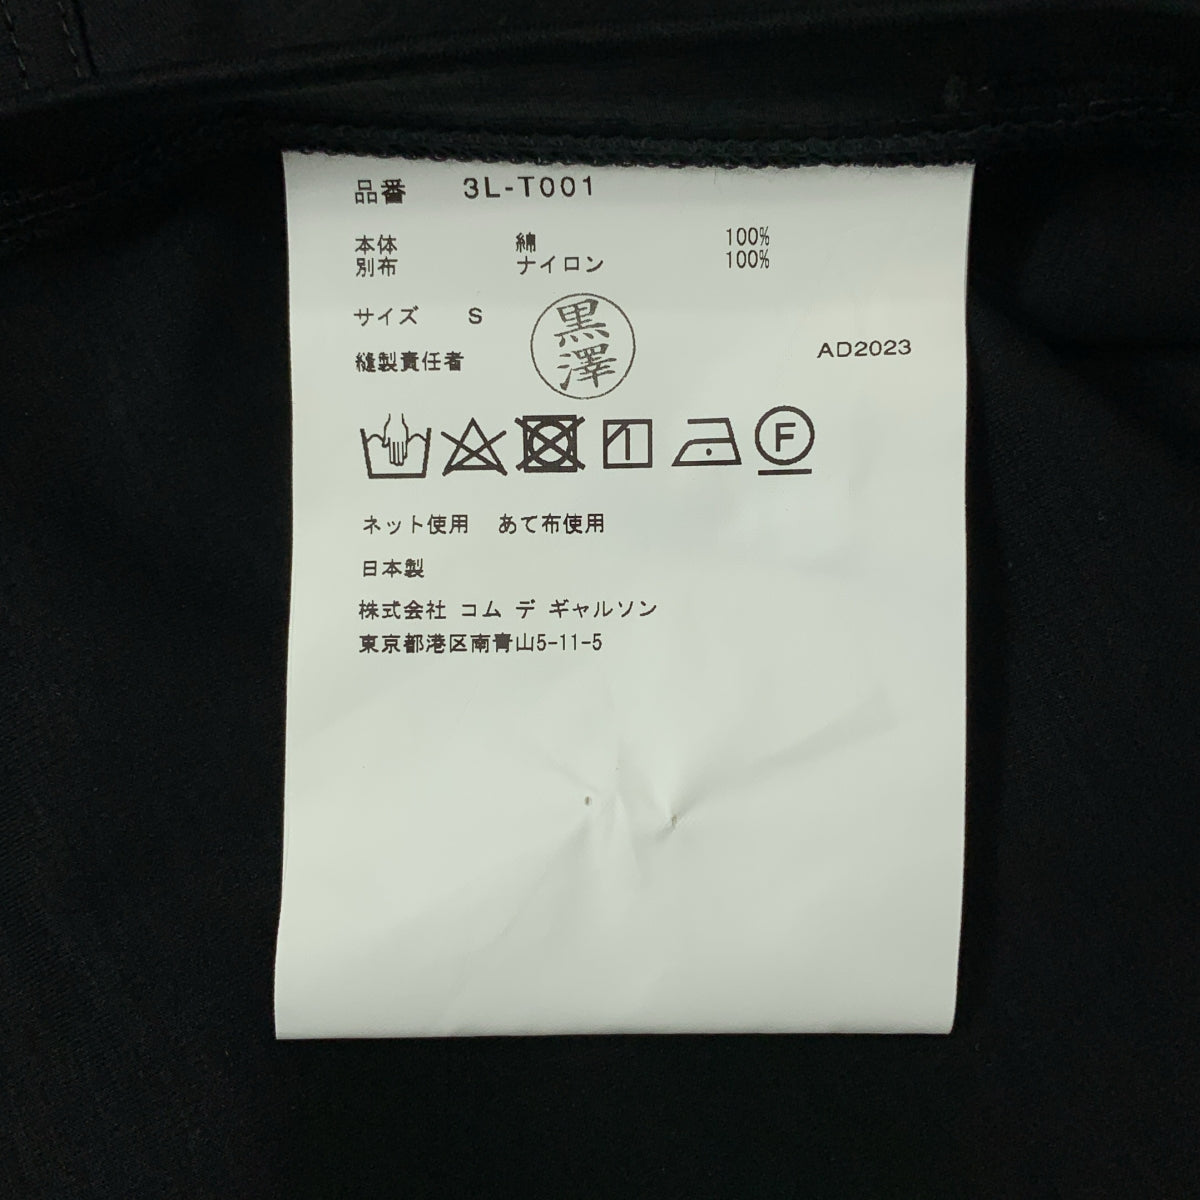 品番 3L-T001
本体 綿 100%
別布 ナイロン 100%
サイズ S
黒澤
縫製責任者 AD2023
F
ネット使用 あて布使用
日本製
株式会社 コム デ ギャルソン
東京都港区南青山5-11-5